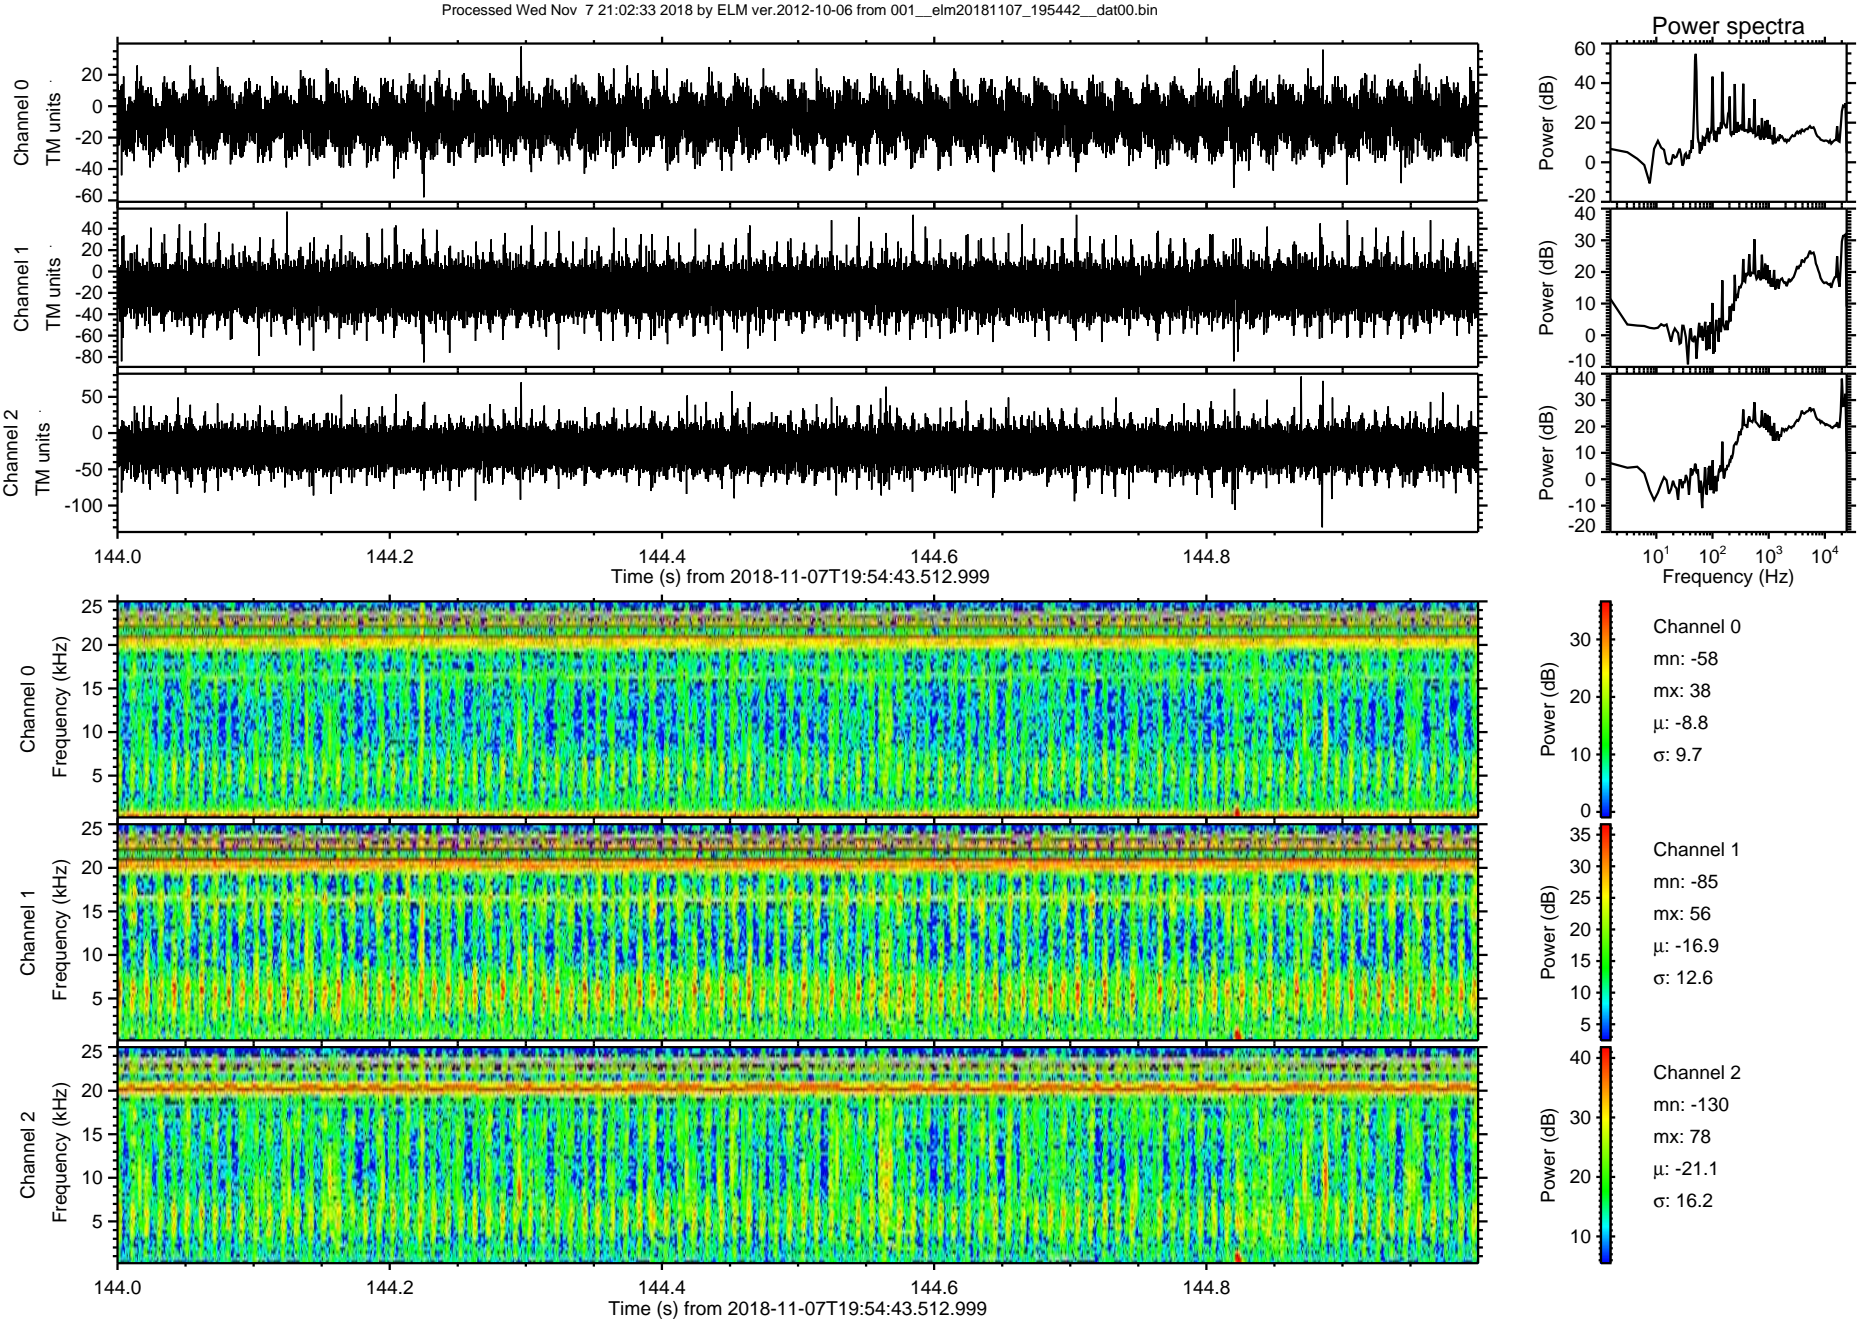 Processed Wed Nov  7 21:02:33 2018 by ELM ver.2012-10-06 from 001__elm20181107_195442__dat00.bin
Power spectra
Channel 0
TM units
20
0
-20
-40
-60
Power (dB)
60
40
20
0
-20
Channel 1
TM units
40
20
0
-20
-40
-60
-80
Power (dB)
40
30
20
10
0
-10
Channel 2
TM units
50
0
-50
-100
Power (dB)
40
30
20
10
0
-10
-20
144.0 144.2 144.4 144.6 144.8
Time (s) from 2018-11-07T19:54:43.512.999
10¹ 10² 10³ 10⁴
Frequency (Hz)
Channel 0
Frequency (kHz)
25
20
15
10
5
Power (dB)
30
20
10
0
Channel 0
mn: -58
mx: 38
µ: -8.8
σ: 9.7
Channel 1
Frequency (kHz)
25
20
15
10
5
Power (dB)
35
30
25
20
15
10
5
Channel 1
mn: -85
mx: 56
µ: -16.9
σ: 12.6
Channel 2
Frequency (kHz)
25
20
15
10
5
Power (dB)
40
30
20
10
Channel 2
mn: -130
mx: 78
µ: -21.1
σ: 16.2
144.0 144.2 144.4 144.6 144.8
Time (s) from 2018-11-07T19:54:43.512.999